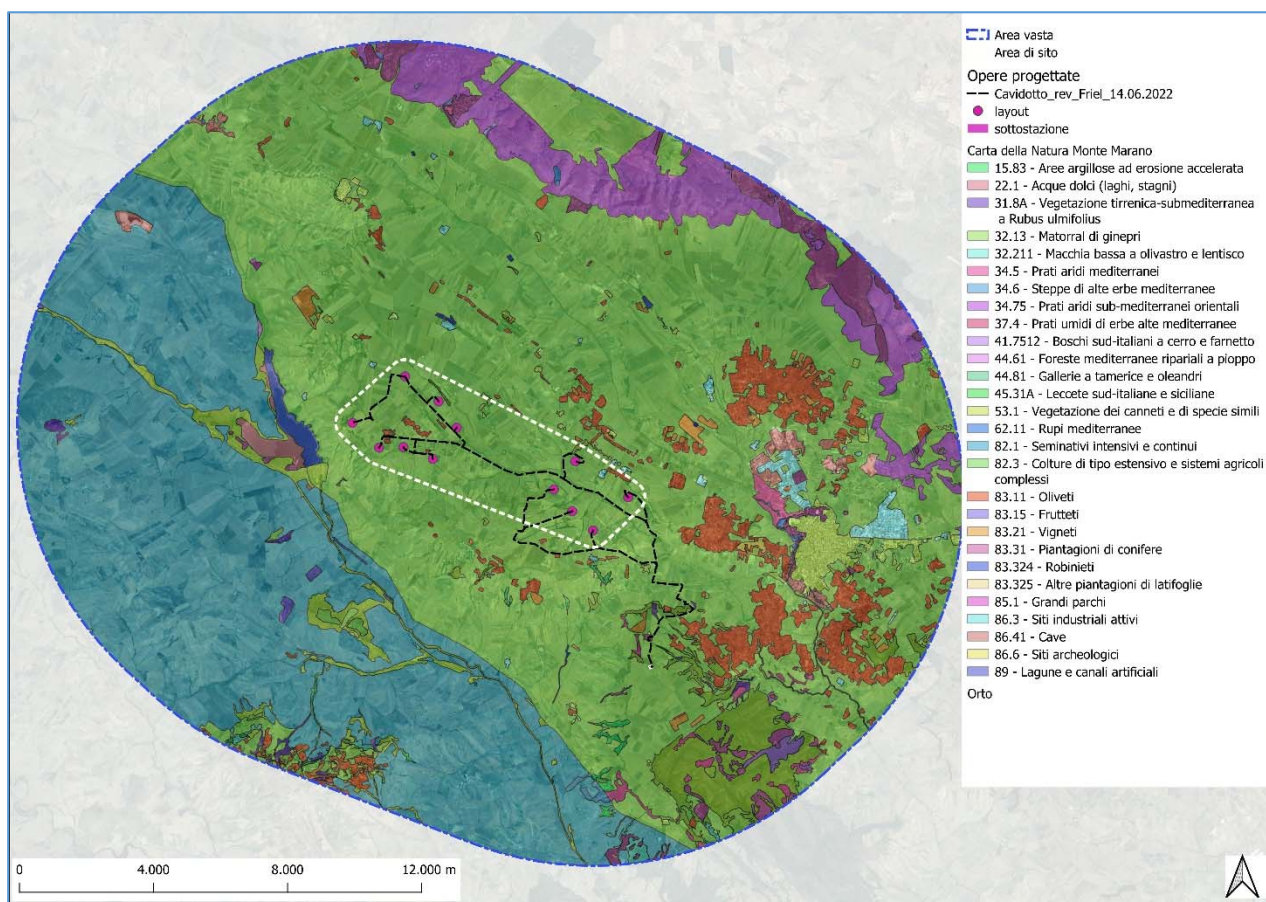 Area vasta
Area di sito
Opere progettate
Cavidotto_rev_Friel_14.06.2022
layout
sottostazione
Carta della Natura Monte Marano
15.83 - Aree argillose ad erosione accelerata
22.1 - Acque dolci (laghi, stagni)
31.8A - Vegetazione tirrenica-submediterranea
a Rubus ulmifolius
32.13 - Matorral di ginepri
32.211 - Macchia bassa a olivastro e lentisco
34.5 - Prati aridi mediterranei
34.6 - Steppe di alte erbe mediterranee
34.75 - Prati aridi sub-mediterranei orientali
37.4 - Prati umidi di erbe alte mediterranee
41.7512 - Boschi sud-italiani a cerro e farnetto
44.61 - Foreste mediterranee ripariali a pioppo
44.81 - Gallerie a tamerice e oleandri
45.31A - Leccete sud-italiane e siciliane
53.1 - Vegetazione dei canneti e di specie simili
62.11 - Rupi mediterranee
82.1 - Seminativi intensivi e continui
82.3 - Colture di tipo estensivo e sistemi agricoli
complessi
83.11 - Oliveti
83.15 - Frutteti
83.21 - Vigneti
83.31 - Piantagioni di conifere
83.324 - Robinieti
83.325 - Altre piantagioni di latifoglie
85.1 - Grandi parchi
86.3 - Siti industriali attivi
86.41 - Cave
86.6 - Siti archeologici
89 - Lagune e canali artificiali
Orto
0 4.000 8.000 12.000 m